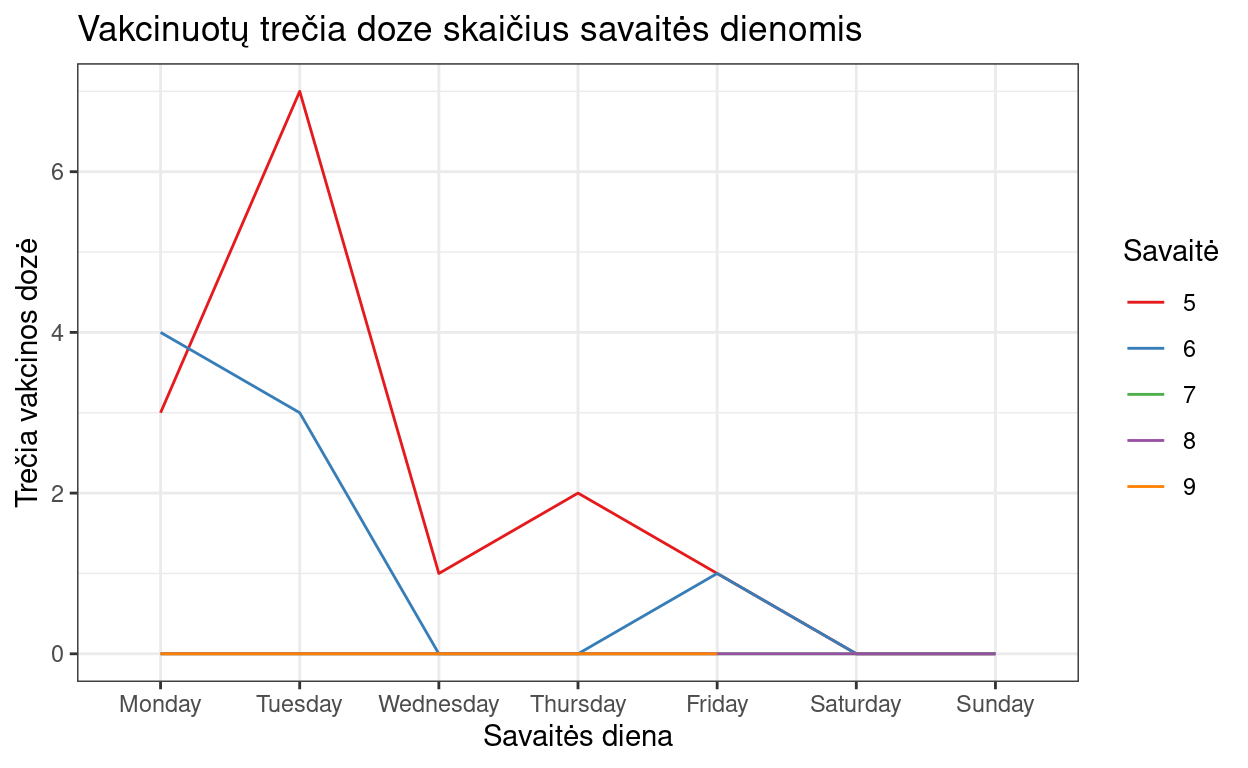 Vakcinuotų trečia doze skaičius savaitės dienomis
Trečia vakcinos dozė
6
4
2
0
Monday
Tuesday
Wednesday
Thursday
Friday
Saturday
Sunday
Savaitės diena
Savaitė
5
6
7
8
9